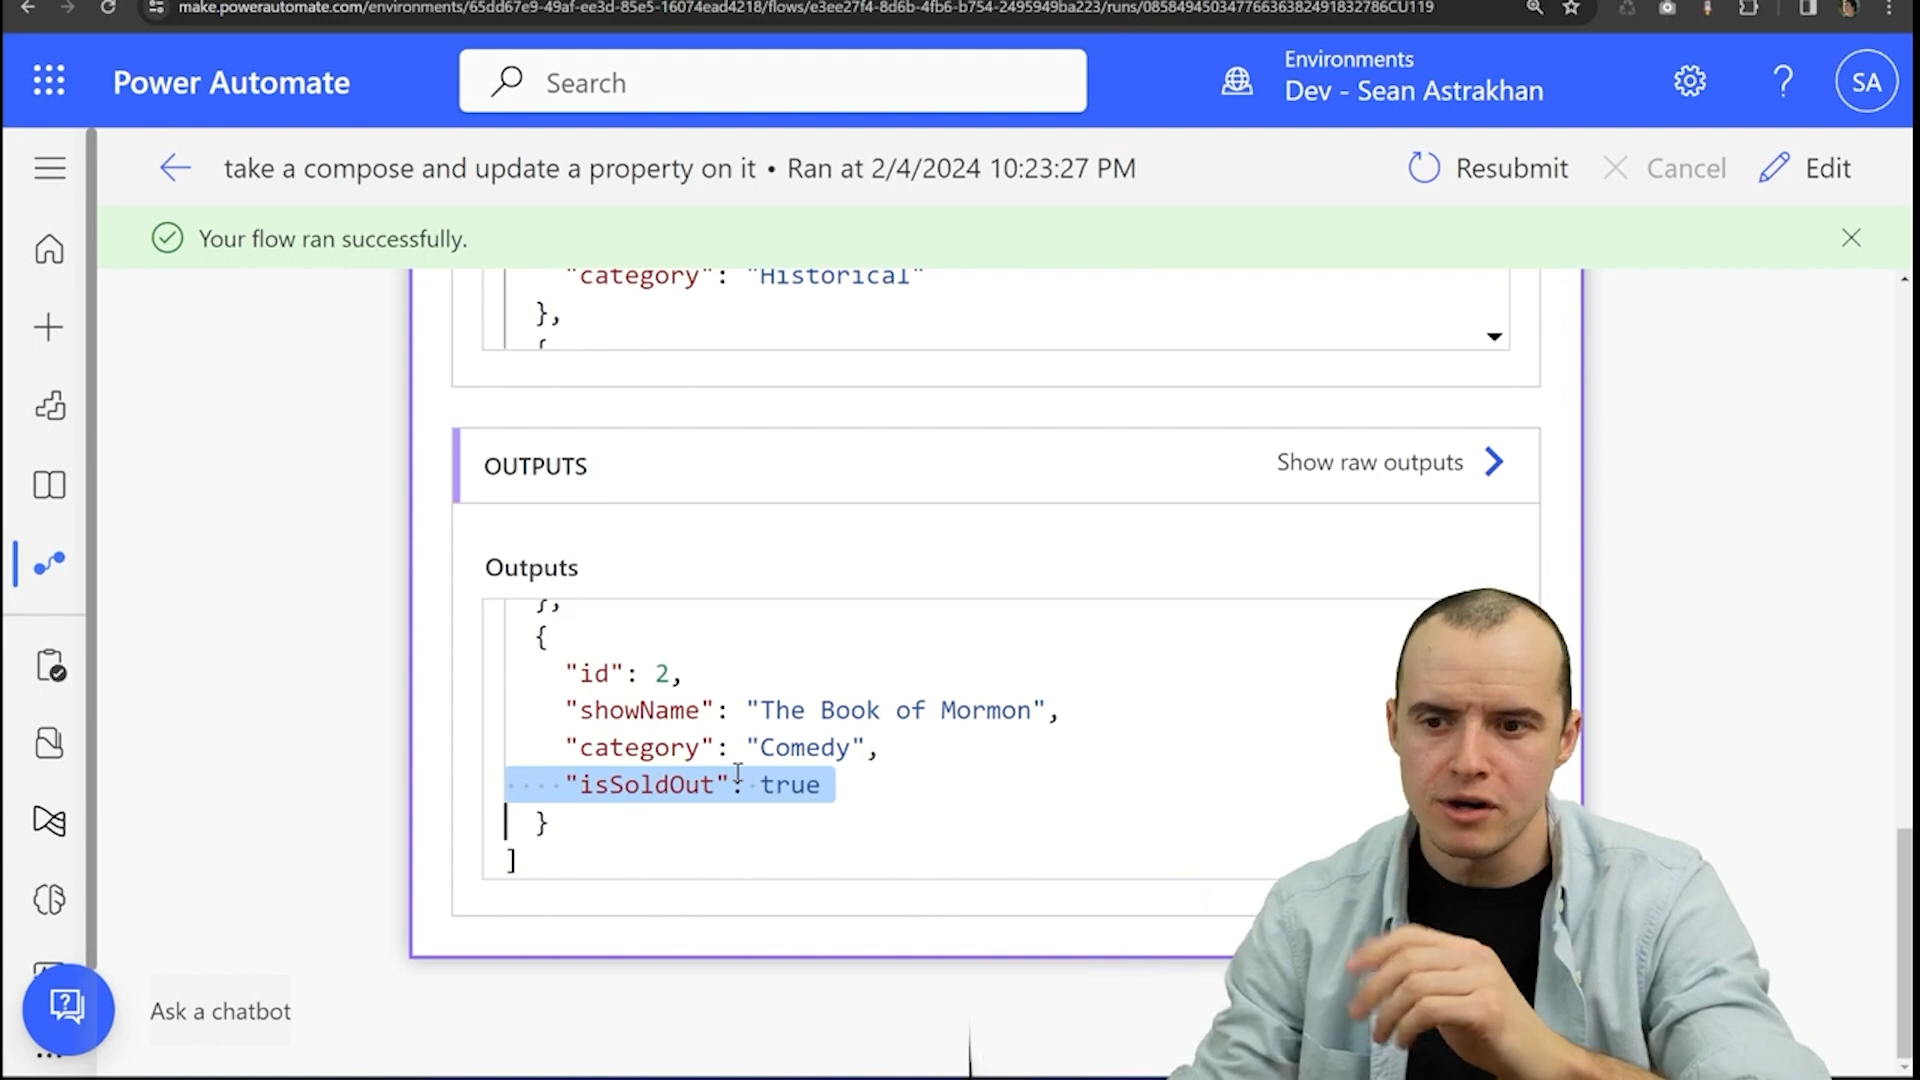 make.powerautomate.com/environments/65dd67e9-49af-ee3d-85e5-16074ead4218/flows/e3ee27f4-8d6b-4fb6-b754-2495949ba223/runs/08584945034776636382491832786CU119
Power Automate
Search
Environments
Dev - Sean Astrakhan
?
SA
take a compose and update a property on it • Ran at 2/4/2024 10:23:27 PM
Resubmit
Cancel
Edit
Your flow ran successfully.
"category": "Historical"
},
{
OUTPUTS
Show raw outputs
Outputs
},
{
"id": 2,
"showName": "The Book of Mormon",
"category": "Comedy",
"isSoldOut": true
}
]
Ask a chatbot